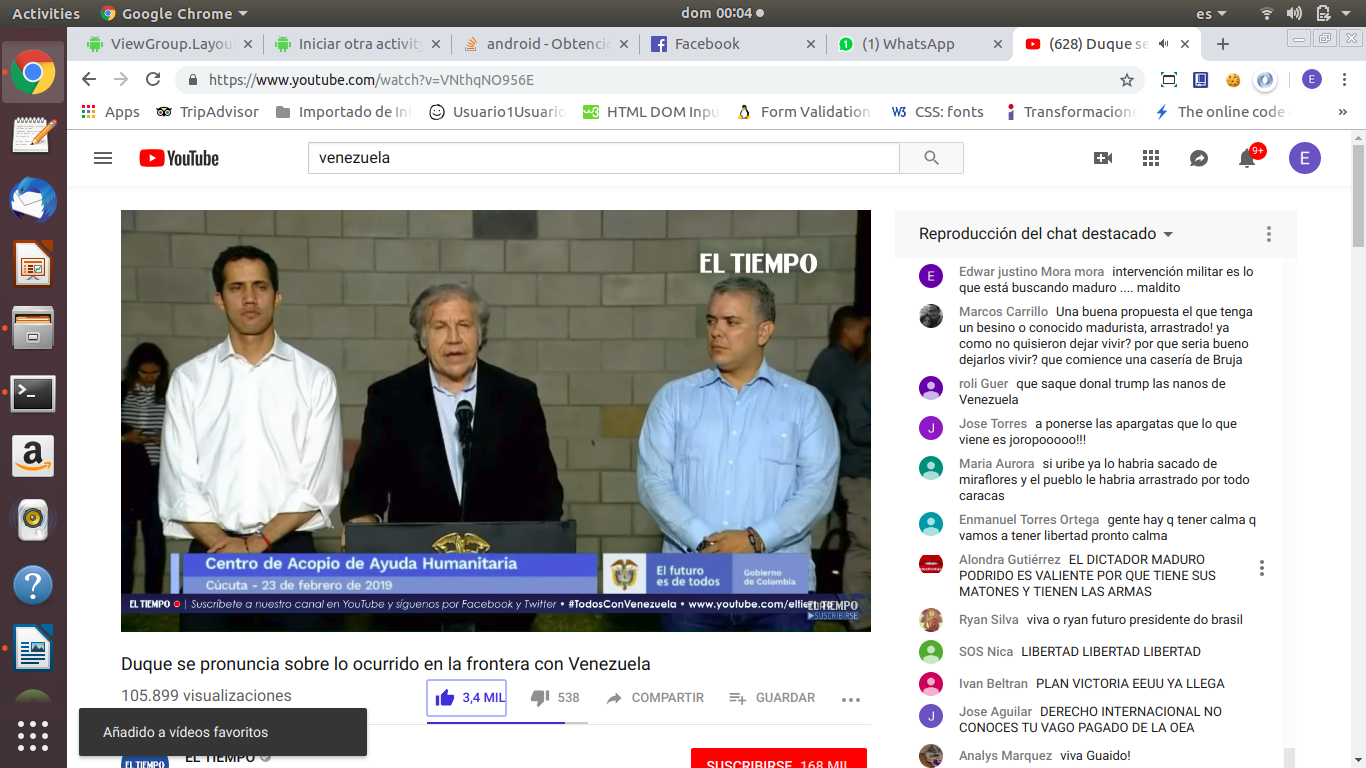 Activities Google Chrome dom 00:04 es
ViewGroup.Layou Iniciar otra activity android - Obtenci Facebook (1) WhatsApp (628) Duque se
https://www.youtube.com/watch?v=VNthqNO956E E
Apps TripAdvisor Importado de In Usuario1Usuario HTML DOM Inpu Form Validation W3 CSS: fonts Transformacione The online code »
YouTube venezuela 9+ E
EL TIEMPO
Centro de Acopio de Ayuda Humanitaria
Cúcuta - 23 de febrero de 2019
El futuro
es de todos
Gobierno
de Colombia
EL TIEMPO | Suscríbete a nuestro canal en YouTube y síguenos por Facebook y Twitter • #TodosConVenezuela • www.youtube.com/eltiem
EL TIEMPO
SUSCRIBIRSE
Duque se pronuncia sobre lo ocurrido en la frontera con Venezuela
105.899 visualizaciones 3,4 MIL 538 COMPARTIR GUARDAR
Añadido a vídeos favoritos
EL TIEMPO EL TIEMPO SUSCRIBIRSE 168 MIL
Reproducción del chat destacado
E Edwar justino Mora mora intervención militar es lo
que está buscando maduro .... maldito
Marcos Carrillo Una buena propuesta el que tenga
un besino o conocido madurista, arrastrado! ya
como no quisieron dejar vivir? por que seria bueno
dejarlos vivir? que comience una casería de Bruja
roli Guer que saque donal trump las nanos de
Venezuela
J Jose Torres a ponerse las apargatas que lo que
viene es joropooooo!!!
Maria Aurora si uribe ya lo habria sacado de
miraflores y el pueblo le habria arrastrado por todo
caracas
Enmanuel Torres Ortega gente hay q tener calma q
vamos a tener libertad pronto calma
Alondra Gutiérrez EL DICTADOR MADURO
PODRIDO ES VALIENTE POR QUE TIENE SUS
MATONES Y TIENEN LAS ARMAS
Ryan Silva viva o ryan futuro presidente do brasil
SOS Nica LIBERTAD LIBERTAD LIBERTAD
Ivan Beltran PLAN VICTORIA EEUU YA LLEGA
J Jose Aguilar DERECHO INTERNACIONAL NO
CONOCES TU VAGO PAGADO DE LA OEA
Analys Marquez viva Guaido!